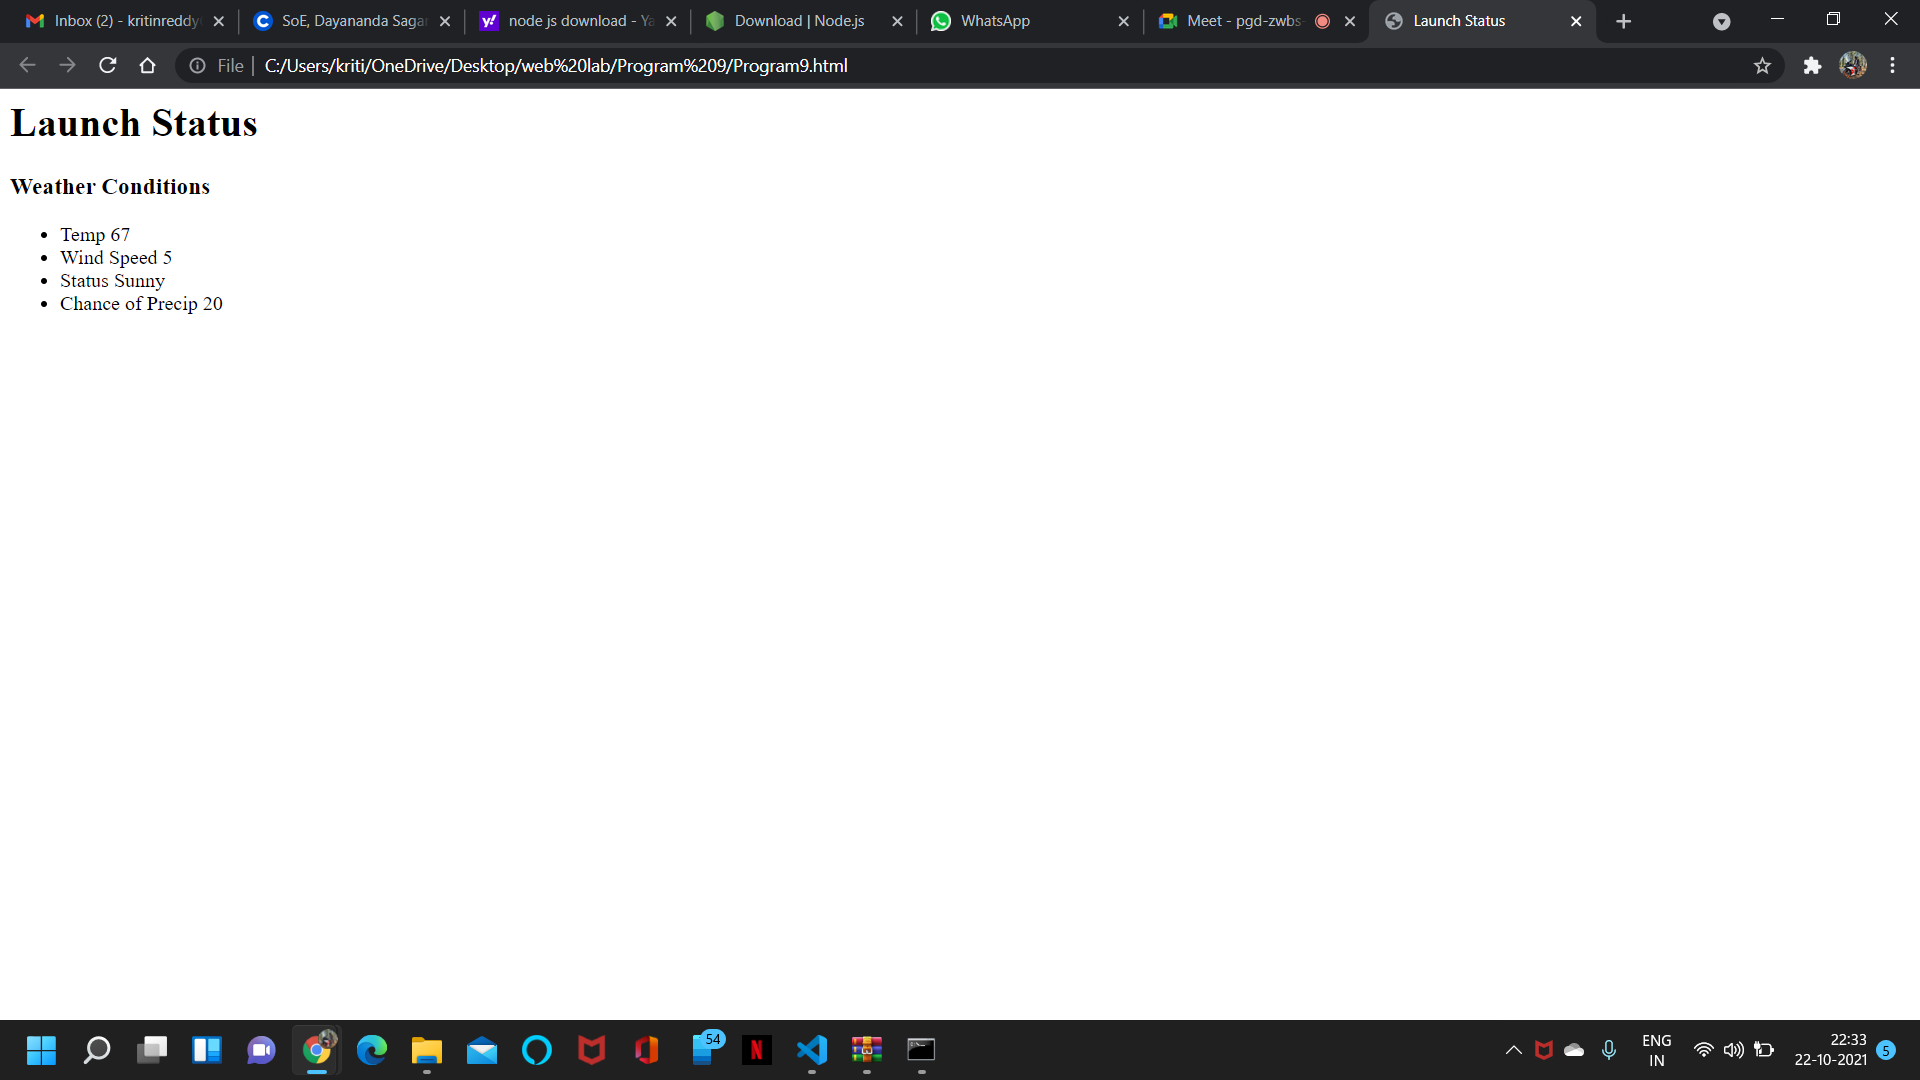 Inbox (2) - kritinreddy
SoE, Dayananda Sagar
node js download - Ya
Download | Node.js
WhatsApp
Meet - pgd-zwbs-
Launch Status
File | C:/Users/kriti/OneDrive/Desktop/web%20lab/Program%209/Program9.html
Launch Status
Weather Conditions
• Temp 67
• Wind Speed 5
• Status Sunny
• Chance of Precip 20
54
ENG
IN
22:33
22-10-2021
5